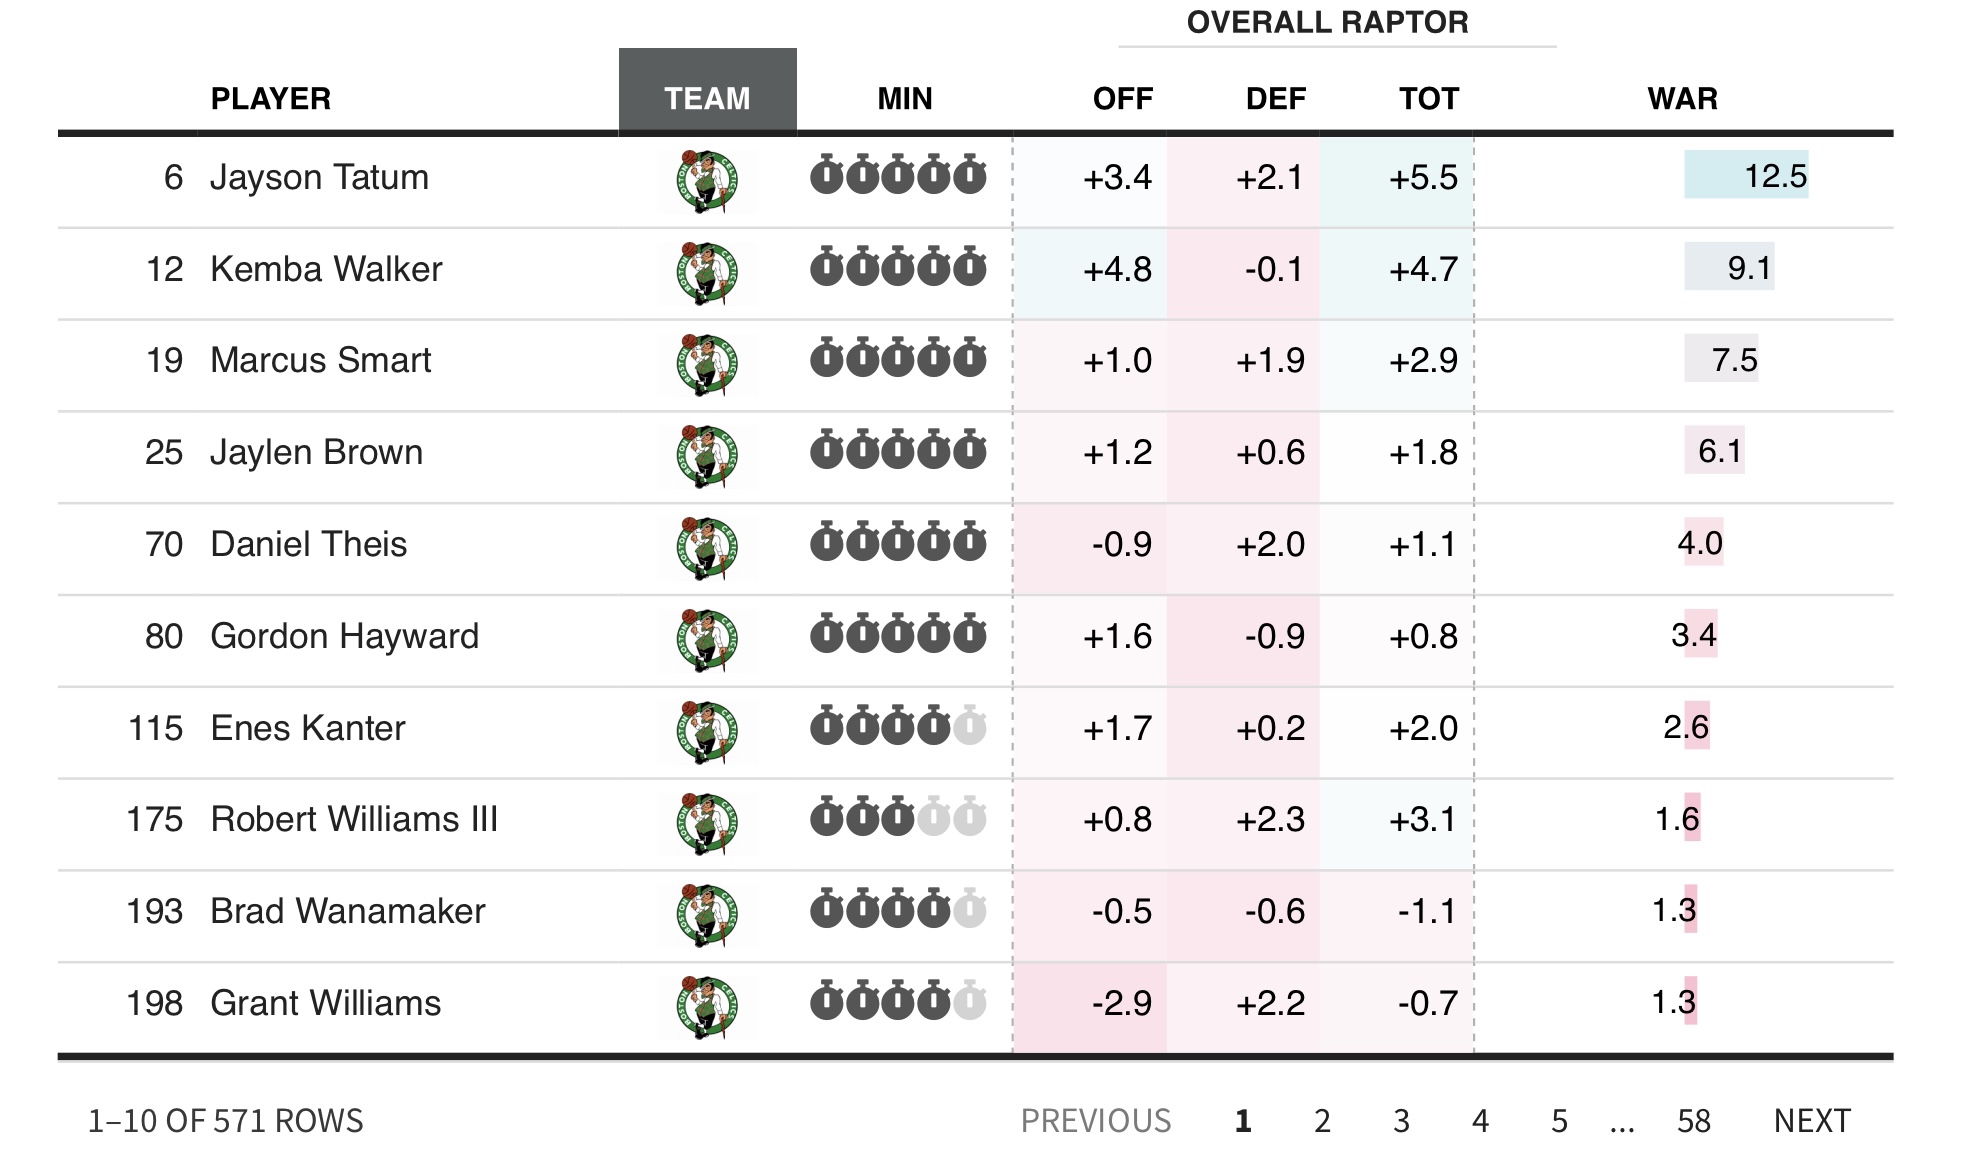 OVERALL RAPTOR
PLAYER TEAM MIN OFF DEF TOT WAR
6 Jayson Tatum +3.4 +2.1 +5.5 12.5
12 Kemba Walker +4.8 -0.1 +4.7 9.1
19 Marcus Smart +1.0 +1.9 +2.9 7.5
25 Jaylen Brown +1.2 +0.6 +1.8 6.1
70 Daniel Theis -0.9 +2.0 +1.1 4.0
80 Gordon Hayward +1.6 -0.9 +0.8 3.4
115 Enes Kanter +1.7 +0.2 +2.0 2.6
175 Robert Williams III +0.8 +2.3 +3.1 1.6
193 Brad Wanamaker -0.5 -0.6 -1.1 1.3
198 Grant Williams -2.9 +2.2 -0.7 1.3
1–10 OF 571 ROWS PREVIOUS 1 2 3 4 5 ... 58 NEXT